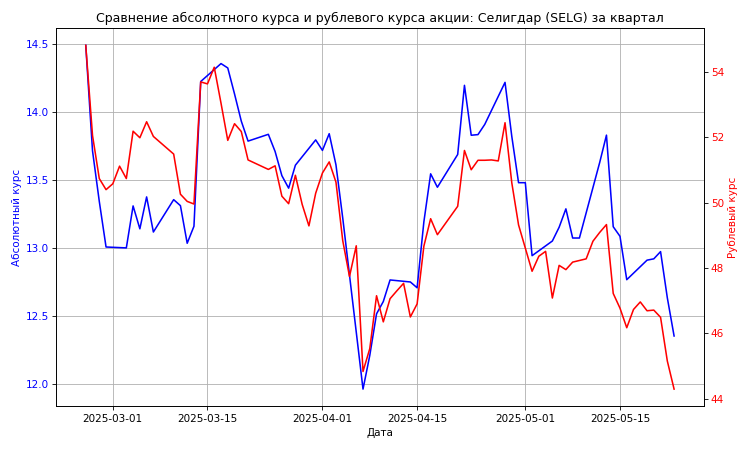 Сравнение абсолютного курса и рублевого курса акции: Селигдар (SELG) за квартал
14.5
14.0
13.5
13.0
12.5
12.0
Абсолютный курс
54
52
50
48
46
44
Рублевый курс
2025-03-01 2025-03-15 2025-04-01 2025-04-15 2025-05-01 2025-05-15
Дата